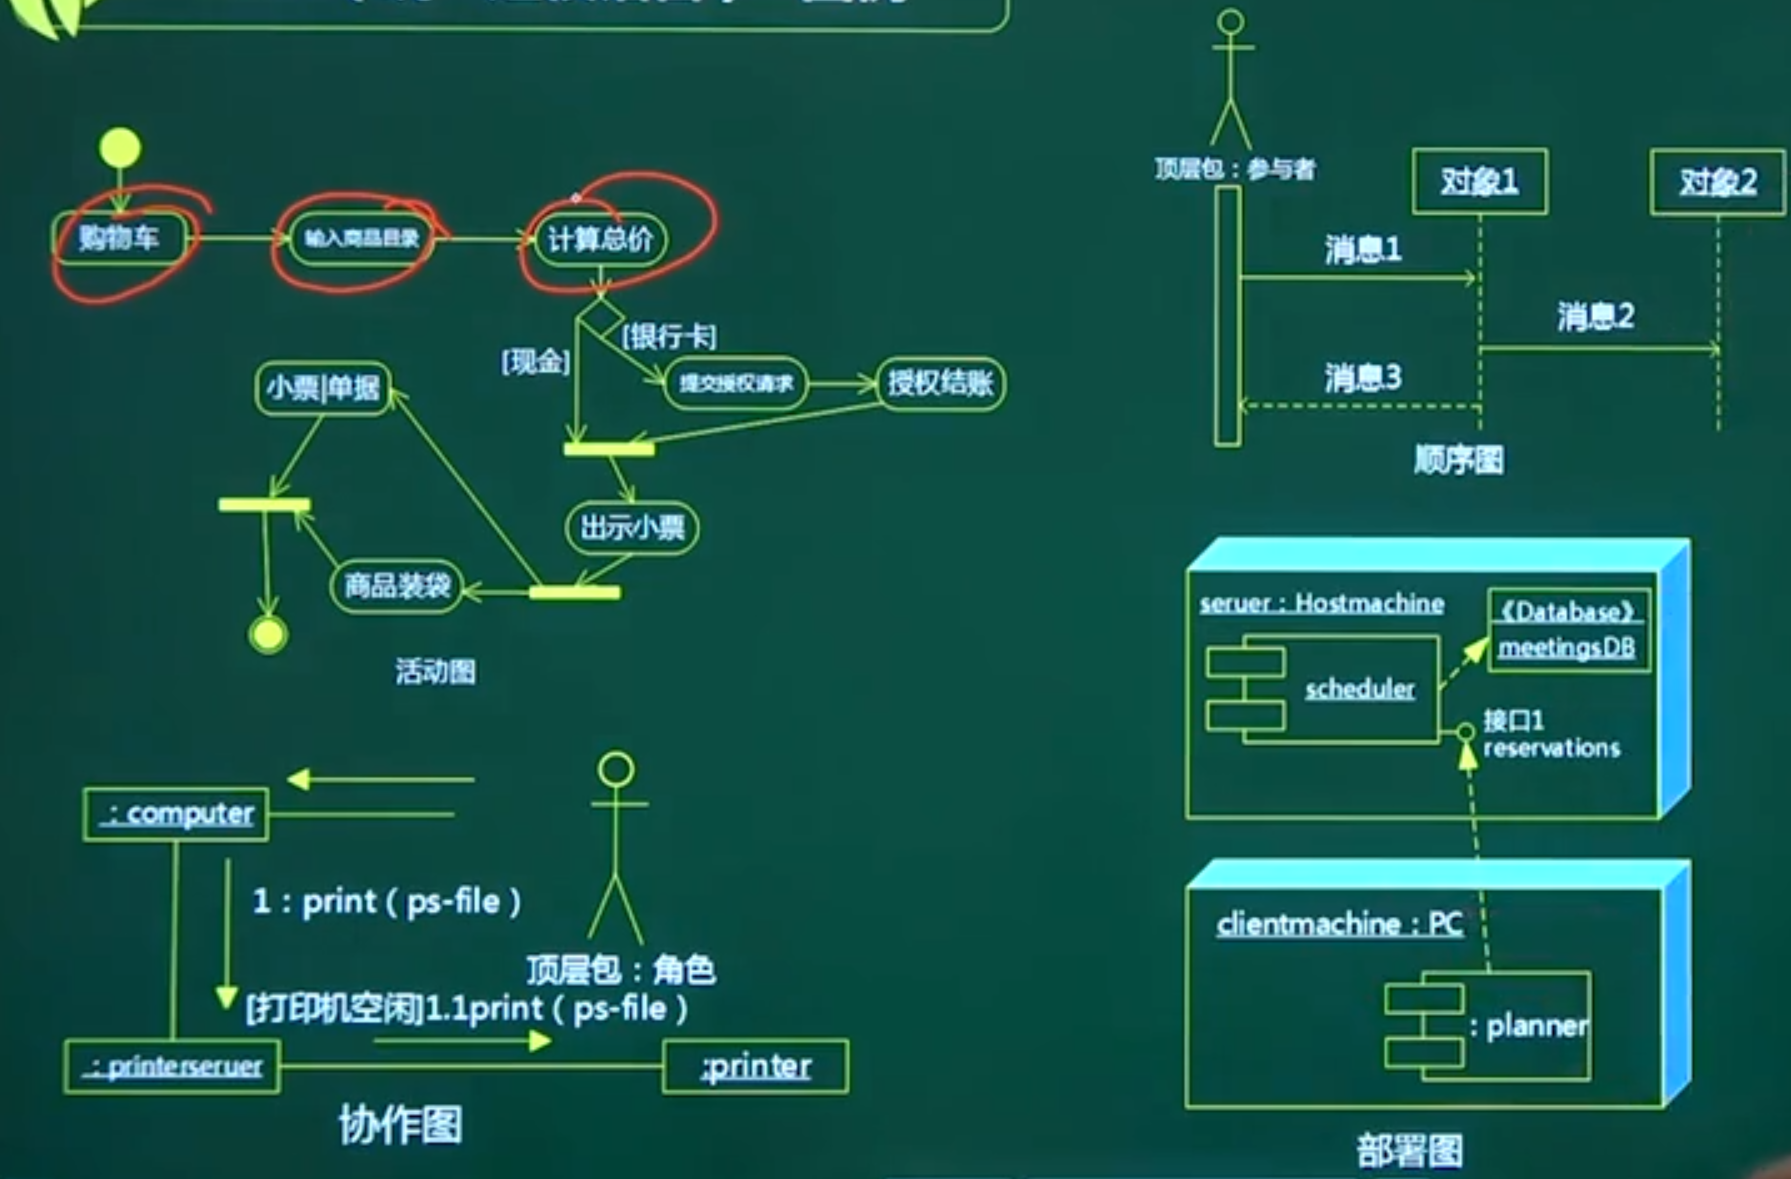 购物车
输入商品目录
计算总价
[现金]
[银行卡]
提交授权请求
授权结账
小票|单据
出示小票
商品装袋
活动图
顶层包：参与者
对象1
对象2
消息1
消息2
消息3
顺序图
：computer
1：print（ps-file）
顶层包：角色
[打印机空闲]1.1print（ps-file）
：printerseruer
:printer
协作图
seruer：Hostmachine
《Database》
meetingsDB
scheduler
接口1
reservations
clientmachine：PC
：planner
部署图